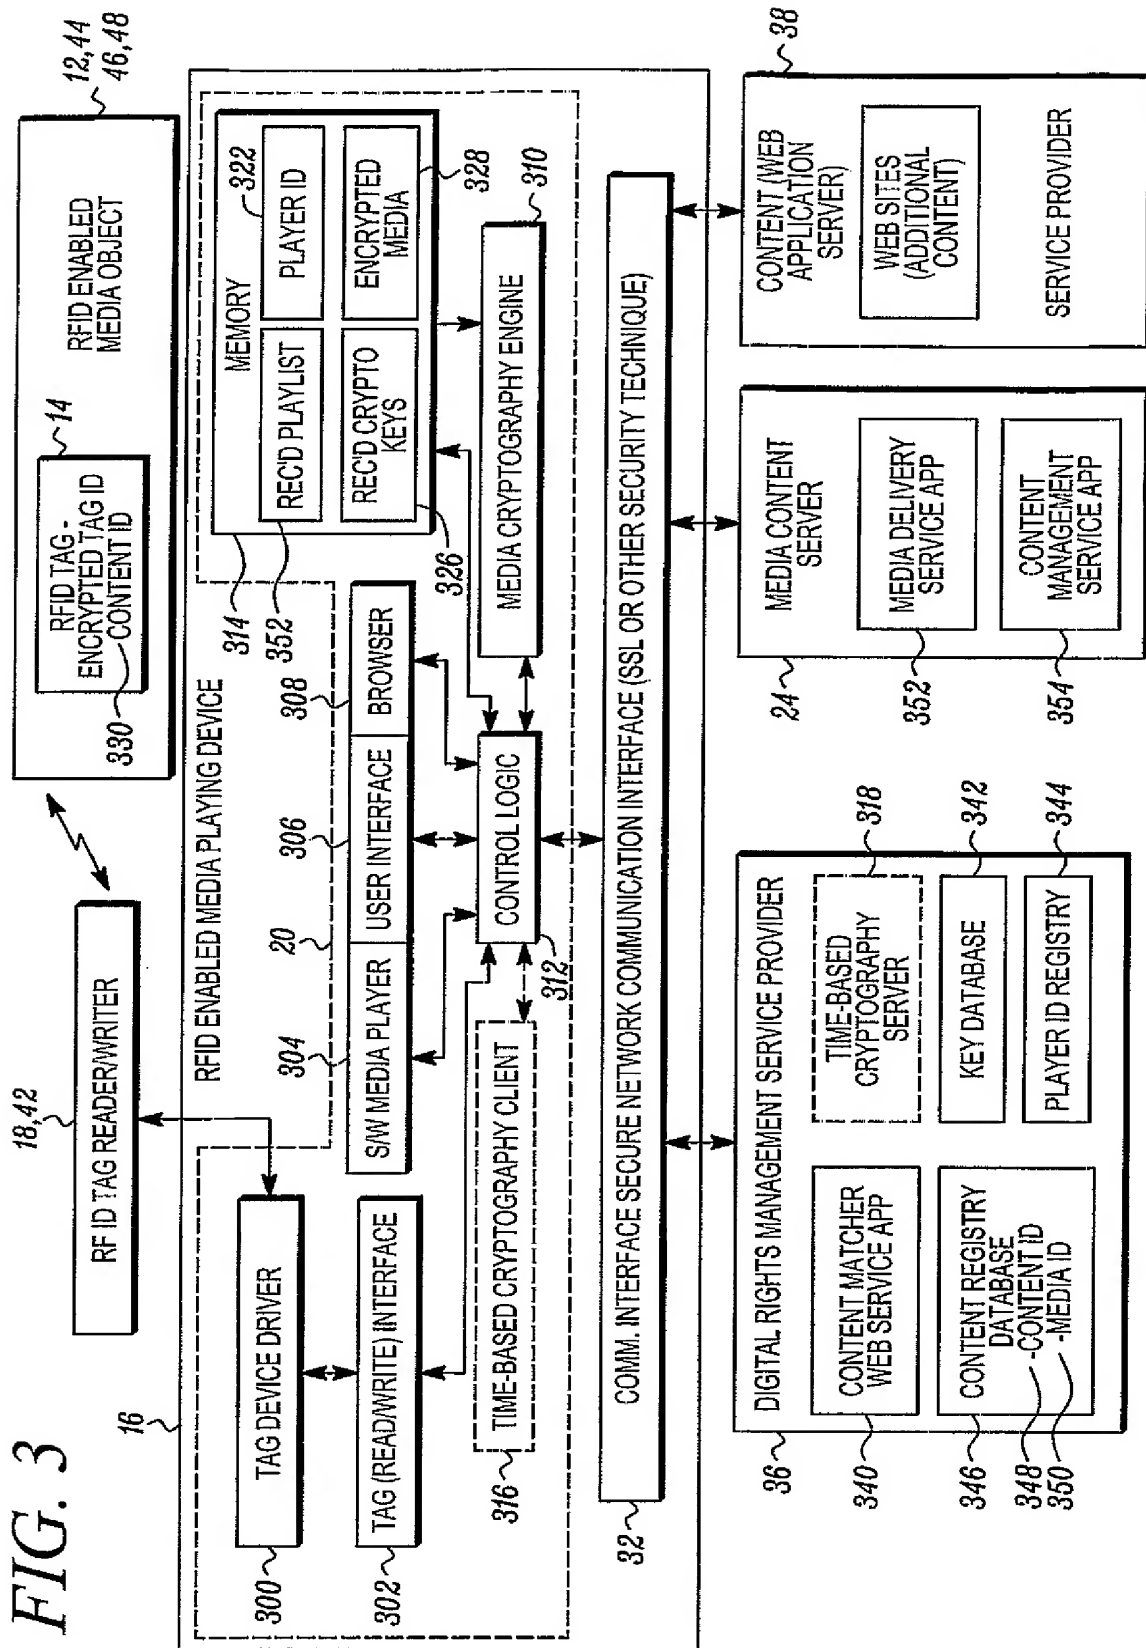 FIG. 3
18,42
RF ID TAG READER/WRITER
12,44
46,48
RFID ENABLED
MEDIA OBJECT
14
RFID TAG -
ENCRYPTED TAG ID
CONTENT ID
330
16
RFID ENABLED MEDIA PLAYING DEVICE
20
300
TAG DEVICE DRIVER
302
TAG (READ/WRITE) INTERFACE
304
S/W MEDIA PLAYER
306
USER INTERFACE
308
BROWSER
314
MEMORY
352
REC'D PLAYLIST
322
PLAYER ID
326
REC'D CRYPTO
KEYS
328
ENCRYPTED
MEDIA
316
TIME-BASED CRYPTOGRAPHY CLIENT
312
CONTROL LOGIC
310
MEDIA CRYPTOGRAPHY ENGINE
32
COMM. INTERFACE SECURE NETWORK COMMUNICATION INTERFACE (SSL OR OTHER SECURITY TECHNIQUE)
36
DIGITAL RIGHTS MANAGEMENT SERVICE PROVIDER
340
CONTENT MATCHER
WEB SERVICE APP
318
TIME-BASED
CRYPTOGRAPHY
SERVER
346
CONTENT REGISTRY
DATABASE
-CONTENT ID
-MEDIA ID
348
350
342
KEY DATABASE
344
PLAYER ID REGISTRY
24
MEDIA CONTENT
SERVER
352
MEDIA DELIVERY
SERVICE APP
354
CONTENT
MANAGEMENT
SERVICE APP
38
CONTENT (WEB
APPLICATION
SERVER)
WEB SITES
(ADDITIONAL
CONTENT)
SERVICE PROVIDER